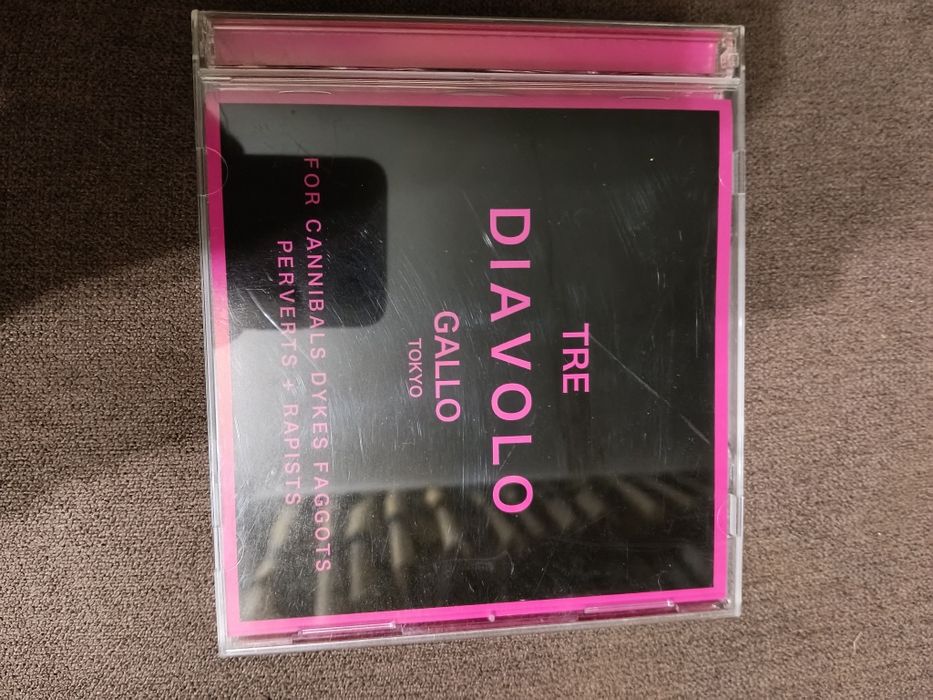 TRE
DIAVOLO
GALLO
TOKYO
FOR CANNIBALS DYKES FAGGOTS
PERVERTS + RAPISTS